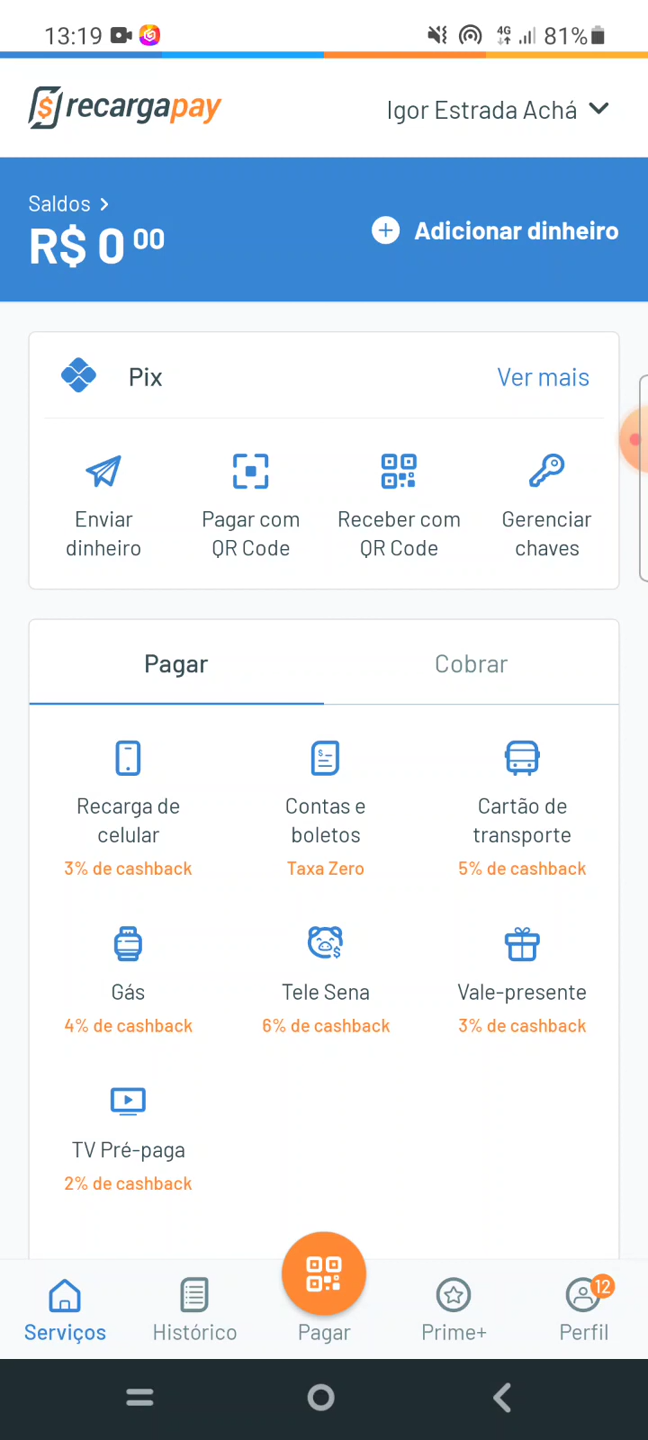 13:19 4G 81%
recargapay Igor Estrada Achá
Saldos
R$ 0 00
Adicionar dinheiro
Pix Ver mais
Enviar
dinheiro
Pagar com
QR Code
Receber com
QR Code
Gerenciar
chaves
Pagar Cobrar
Recarga de
celular
3% de cashback
Contas e
boletos
Taxa Zero
Cartão de
transporte
5% de cashback
Gás
4% de cashback
Tele Sena
6% de cashback
Vale-presente
3% de cashback
TV Pré-paga
2% de cashback
Serviços
Histórico
Pagar
Prime+
12
Perfil